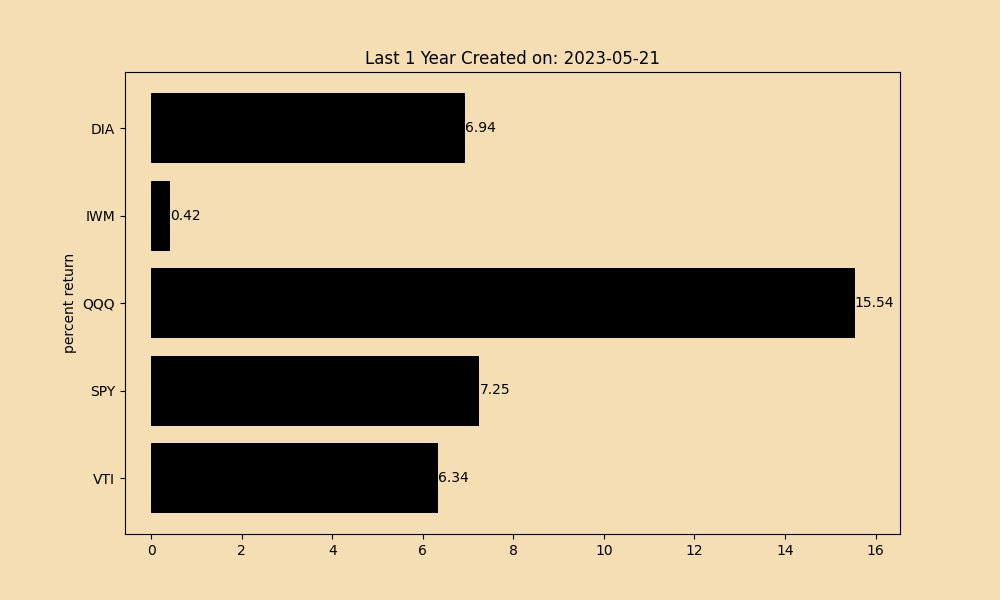 Last 1 Year Created on: 2023-05-21
percent return
DIA
6.94
IWM
0.42
QQQ
15.54
SPY
7.25
VTI
6.34
0 2 4 6 8 10 12 14 16